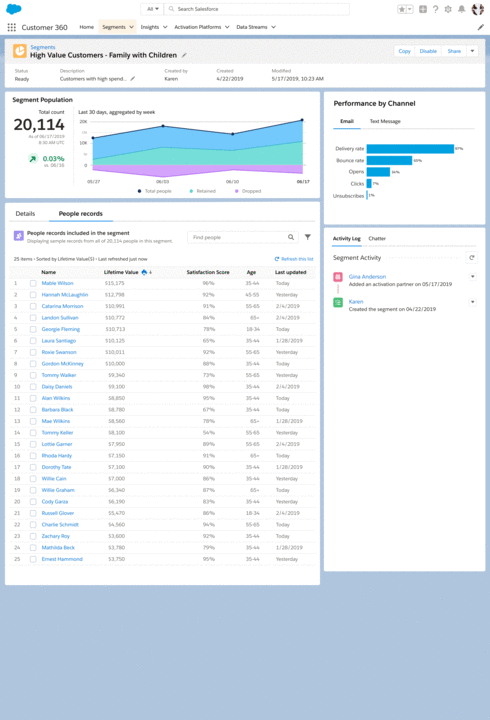 All
Search Salesforce
Customer 360
Home
Segments
Insights
Activation Platforms
Data Streams
Segments
High Value Customers - Family with Children
Copy
Disable
Share
Status
Description
Created by
Created
Modified
Ready
Customers with high spend...
Karen
4/22/2019
5/17/2019, 10:23 AM
Segment Population
Total count
20,114
As of 06/17/2019
8:30 AM UTC
0.03%
vs. 06/10
Last 30 days, aggregated by week
20K
10K
0
05/27
06/03
06/10
06/17
Total people
Retained
Dropped
Performance by Channel
Email
Text Message
Delivery rate
97%
Bounce rate
Opens
Clicks
7%
Unsubscribes
1%
Details
People records
People records included in the segment
Displaying sample records from all of 20,114 people in this segment
Find people
25 items • Sorted by Lifetime Value($) • Last refreshed just now
Refresh this list
Name Lifetime Value Satisfaction Score Age Last updated
1 Mable Wilson $15,175 96% 35-44 Today
2 Hannah McLaughlin $12,798 92% 45-55 Yesterday
3 Catarina Morrison $10,991 91% 55-65 2/4/2019
4 Landon Sullivan $10,772 84% 65+ 2/4/2019
5 Georgie Fleming $10,713 78% 18-34 Today
6 Laura Santiago $10,125 65% 35-44 1/28/2019
7 Roxie Swanson $10,011 92% 55-65 Yesterday
8 Gordon McKinney $10,000 88% 35-44 Today
9 Tommy Walker $9,340 73% 55-65 Yesterday
10 Daisy Daniels $9,100 98% 35-44 2/4/2019
11 Alan Wilkins $8,850 95% 35-44 Today
12 Barbara Black $8,780 67% 35-44 Today
13 Mae Wilkins $8,560 78% 65+ 1/28/2019
14 Tommy Keller $8,100 54% 55-65 Yesterday
15 Lottie Garner $7,950 89% 55-65 2/4/2019
16 Rhoda Hardy $7,150 91% 65+ Today
17 Dorothy Tate $7,100 90% 35-44 1/28/2019
18 Willie Cain $7,000 86% 35-44 Yesterday
19 Willie Graham $6,340 87% 65+ Today
20 Cody Garza $6,190 83% 35-44 Yesterday
21 Russell Glover $5,470 86% 18-34 2/4/2019
22 Charlie Schmidt $4,560 94% 55-65 Today
23 Zachary Roy $3,600 92% 35-44 Today
24 Mathilda Beck $3,780 79% 35-44 1/28/2019
25 Ernest Hammond $3,750 95% 35-44 Yesterday
Activity Log
Chatter
Segment Activity
Gina Anderson
Added an activation partner on 05/17/2019
Karen
Created the segment on 04/22/2019